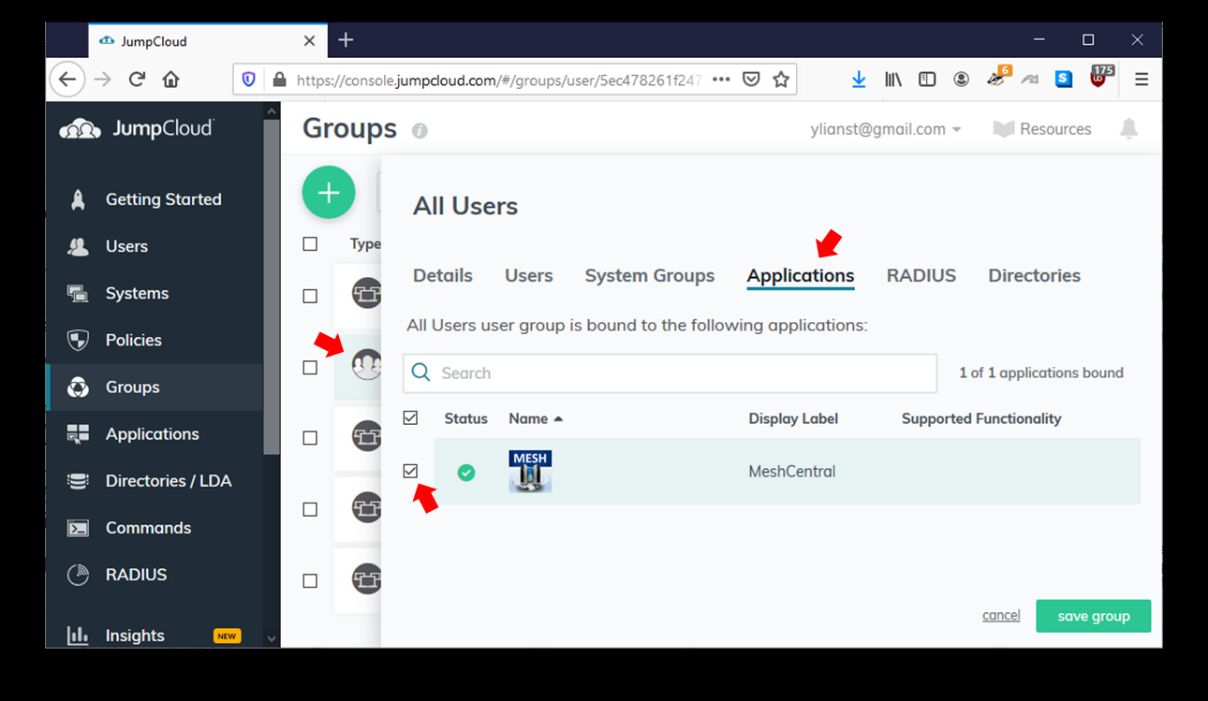 JumpCloud
6
175
https://console.jumpcloud.com/#/groups/user/5ec478261f247
S
JumpCloud
Groups
ylianst@gmail.com
Resources
Getting Started
Users
Systems
Policies
Groups
Applications
Directories / LDA
Commands
RADIUS
Insights
NEW
Type
All Users
Details Users System Groups Applications RADIUS Directories
All Users user group is bound to the following applications:
Search
1 of 1 applications bound
Status Name Display Label Supported Functionality
MESH
MeshCentral
cancel
save group